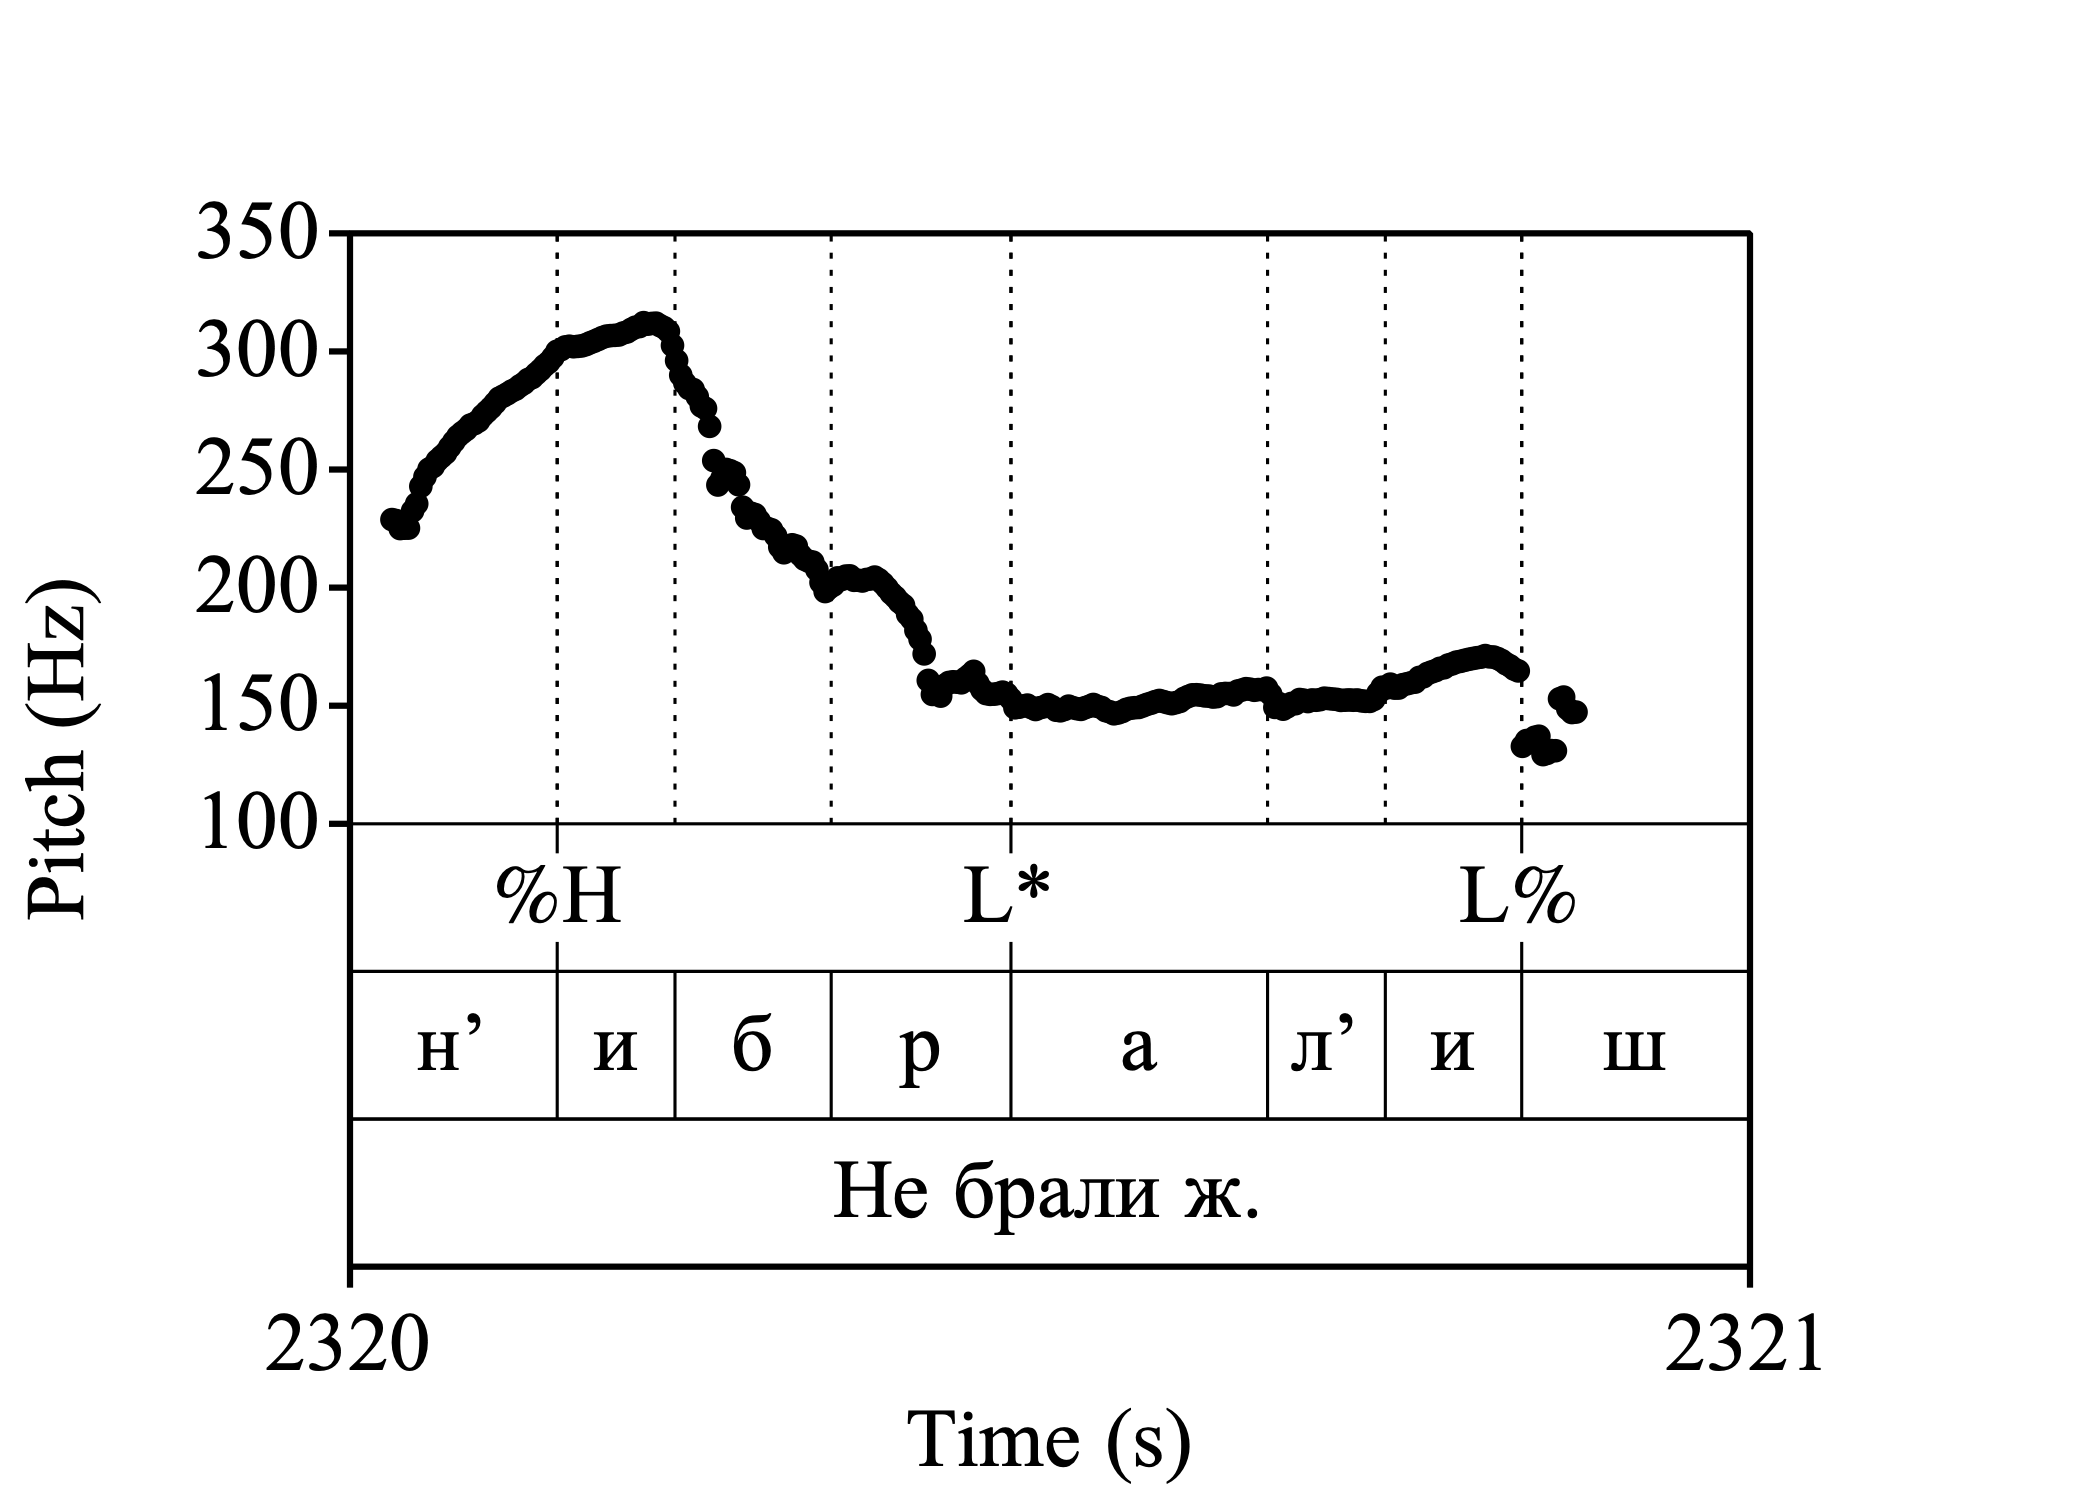 350
300
250
200
150
100
Pitch (Hz)
%H L* L%
н’ и б р а л’ и ш
Не брали ж.
2320 2321
Time (s)